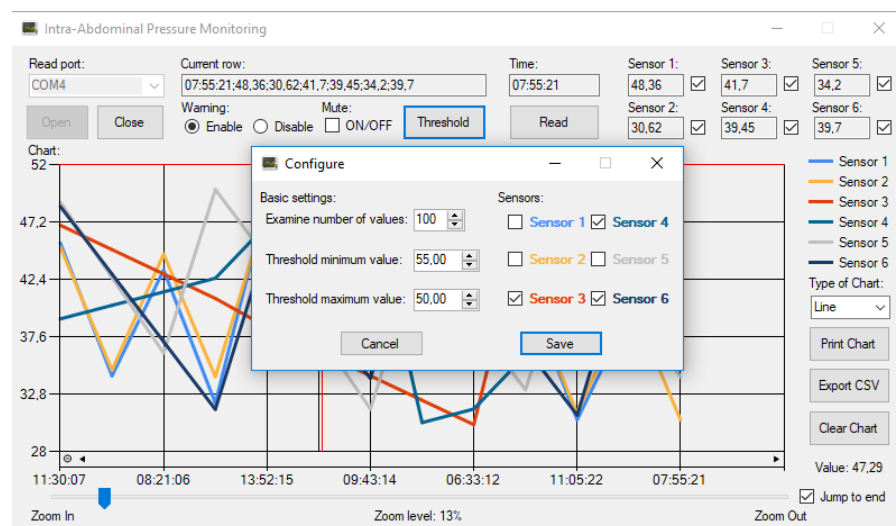 Intra-Abdominal Pressure Monitoring
Read port:
COM4
Current row:
07:55:21;48,36;30,62;41,7;39,45;34,2;39,7
Time:
07:55:21
Sensor 1:
48,36
Sensor 3:
41,7
Sensor 5:
34,2
Open
Close
Warning:
Enable
Disable
Mute:
ON/OFF
Threshold
Read
Sensor 2:
30,62
Sensor 4:
39,45
Sensor 6:
39,7
Chart:
52
47,2
42,4
37,6
32,8
28
11:30:07
08:21:06
13:52:15
09:43:14
06:33:12
11:05:22
07:55:21
Configure
Basic settings:
Examine number of values: 100
Threshold minimum value: 55,00
Threshold maximum value: 50,00
Sensors:
Sensor 1
Sensor 4
Sensor 2
Sensor 5
Sensor 3
Sensor 6
Cancel
Save
Sensor 1
Sensor 2
Sensor 3
Sensor 4
Sensor 5
Sensor 6
Type of Chart:
Line
Print Chart
Export CSV
Clear Chart
Value: 47,29
Jump to end
Zoom In
Zoom level: 13%
Zoom Out